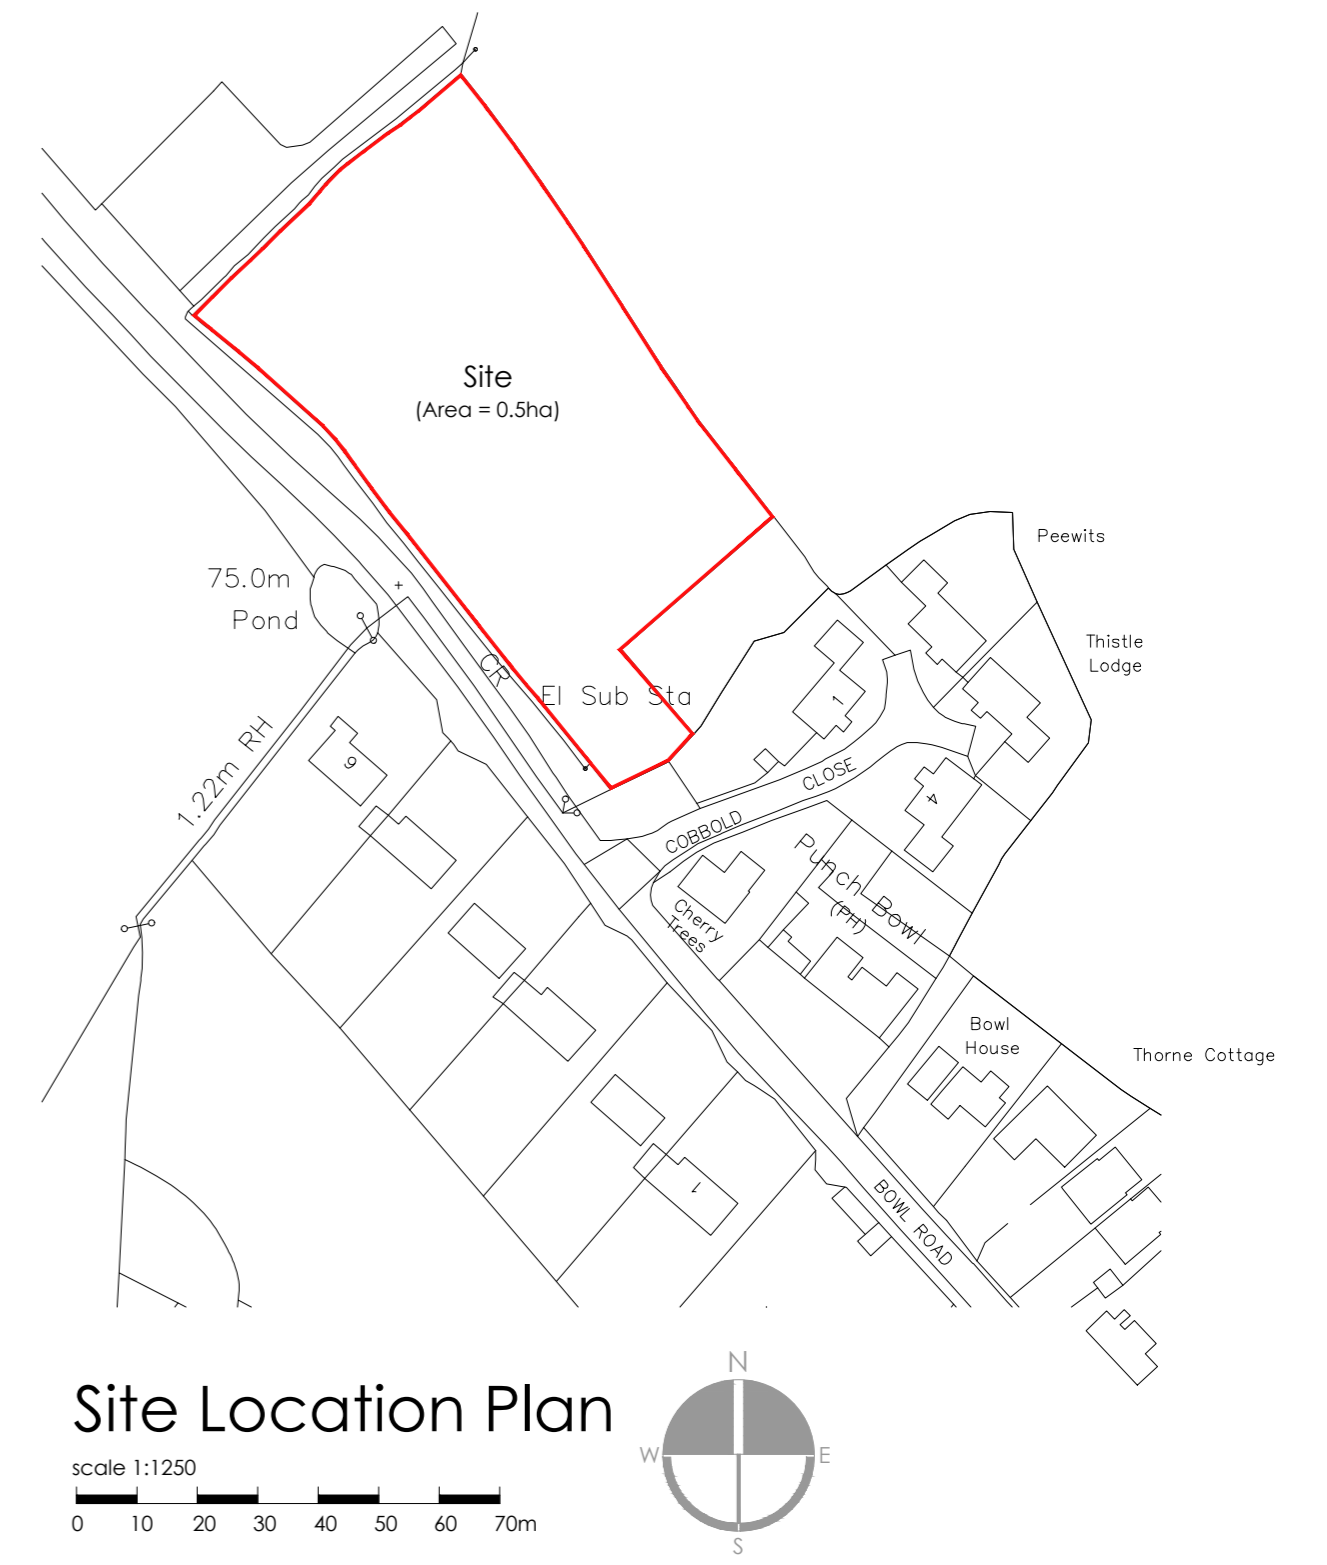 Site
(Area = 0.5ha)
Peewits
75.0m
Pond
Thistle
Lodge
CR
El Sub Sta
1
1.22m RH
6
CLOSE
COBBOLD
4
Punch Bowl
(PH)
Cherry
Trees
Bowl
House
Thorne Cottage
1
BOWL ROAD
Site Location Plan
scale 1:1250
0 10 20 30 40 50 60 70m
N
W
E
S